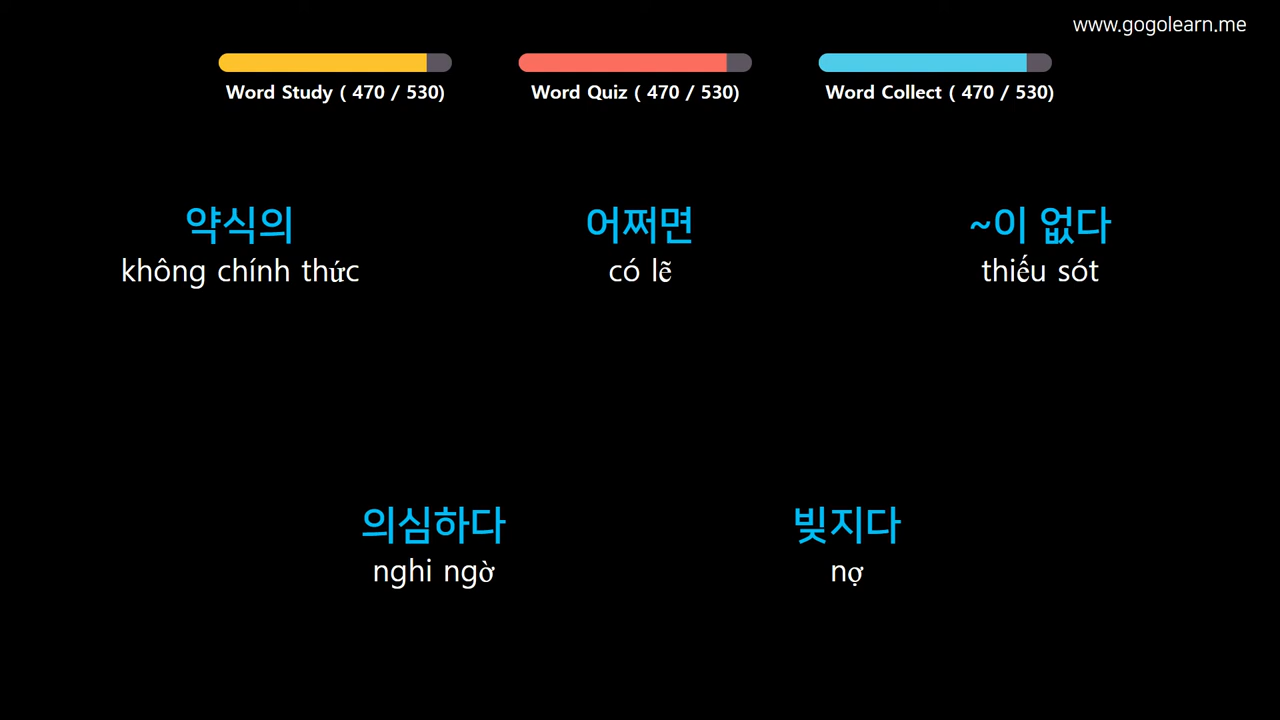 www.gogolearn.me
Word Study ( 470 / 530)
Word Quiz ( 470 / 530)
Word Collect ( 470 / 530)
약식의
không chính thức
어쩌면
có lẽ
~이 없다
thiếu sót
의심하다
nghi ngờ
빚지다
nợ